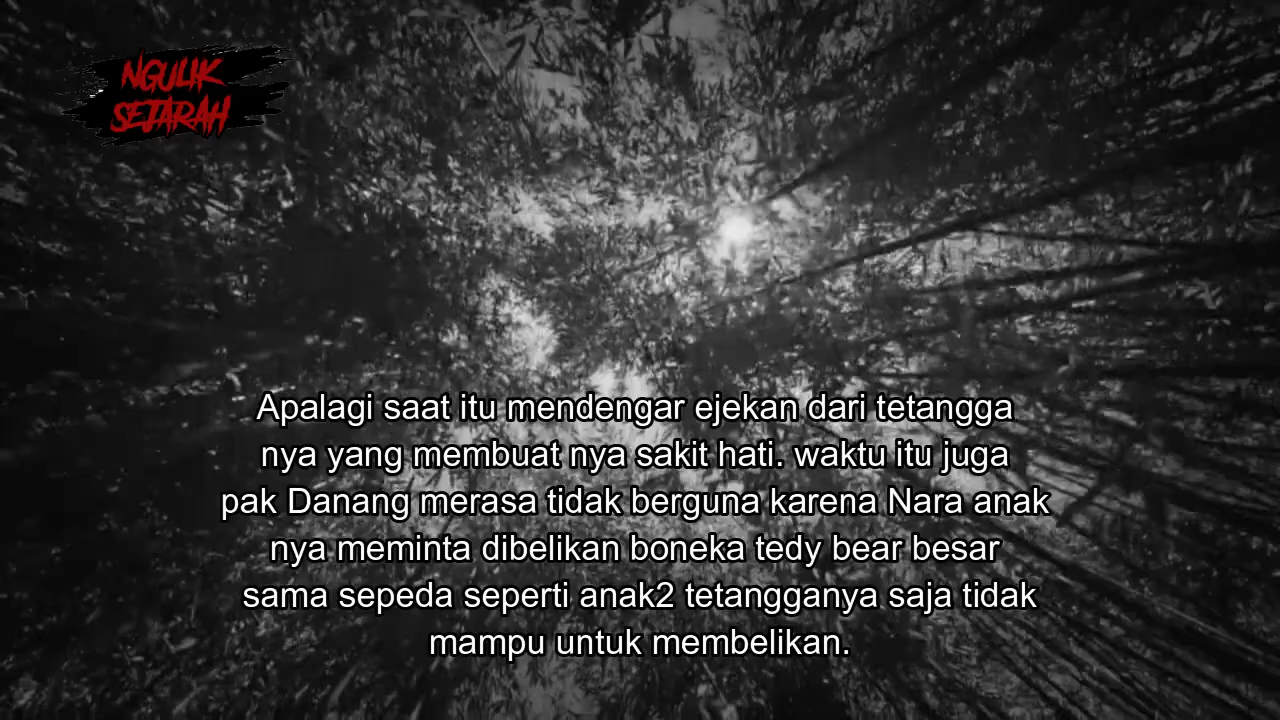 NGULIK
SEJARAH
Apalagi saat itu mendengar ejekan dari tetangga
nya yang membuat nya sakit hati. waktu itu juga
pak Danang merasa tidak berguna karena Nara anak
nya meminta dibelikan boneka tedy bear besar
sama sepeda seperti anak2 tetangganya saja tidak
mampu untuk membelikan.